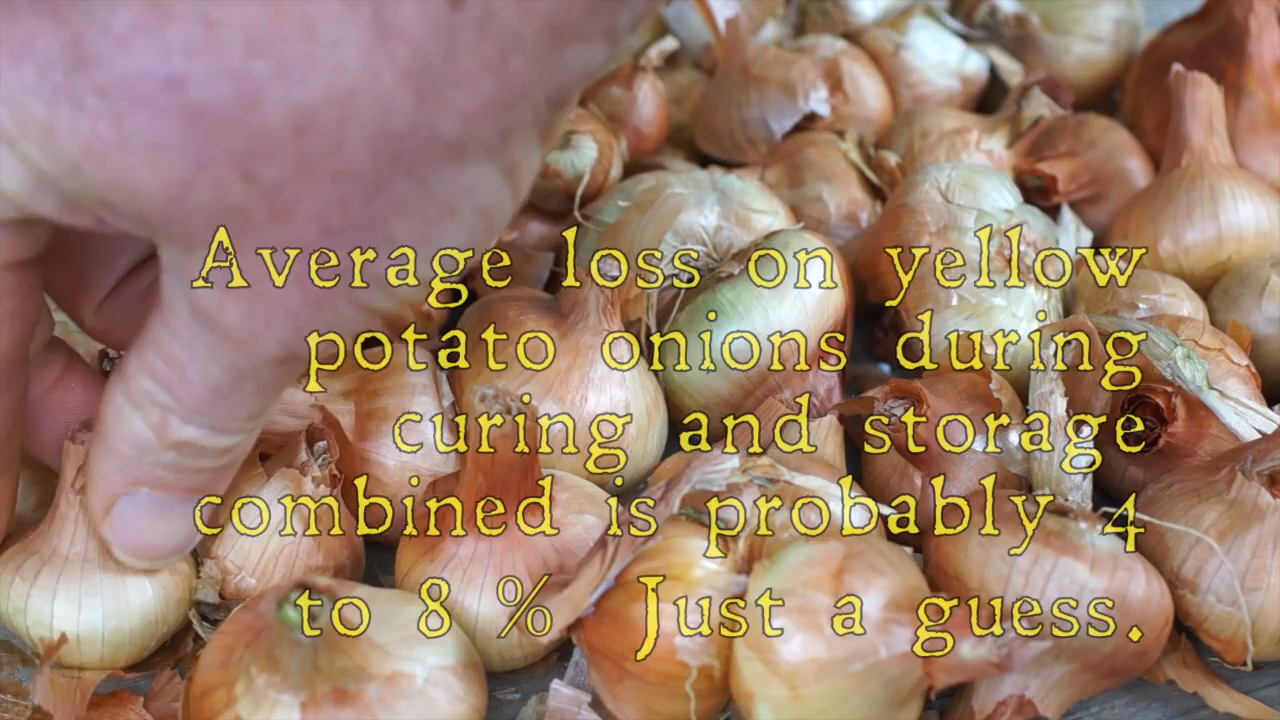 Average loss on yellow
potato onions during
curing and storage
combined is probably 4
to 8 % Just a guess.